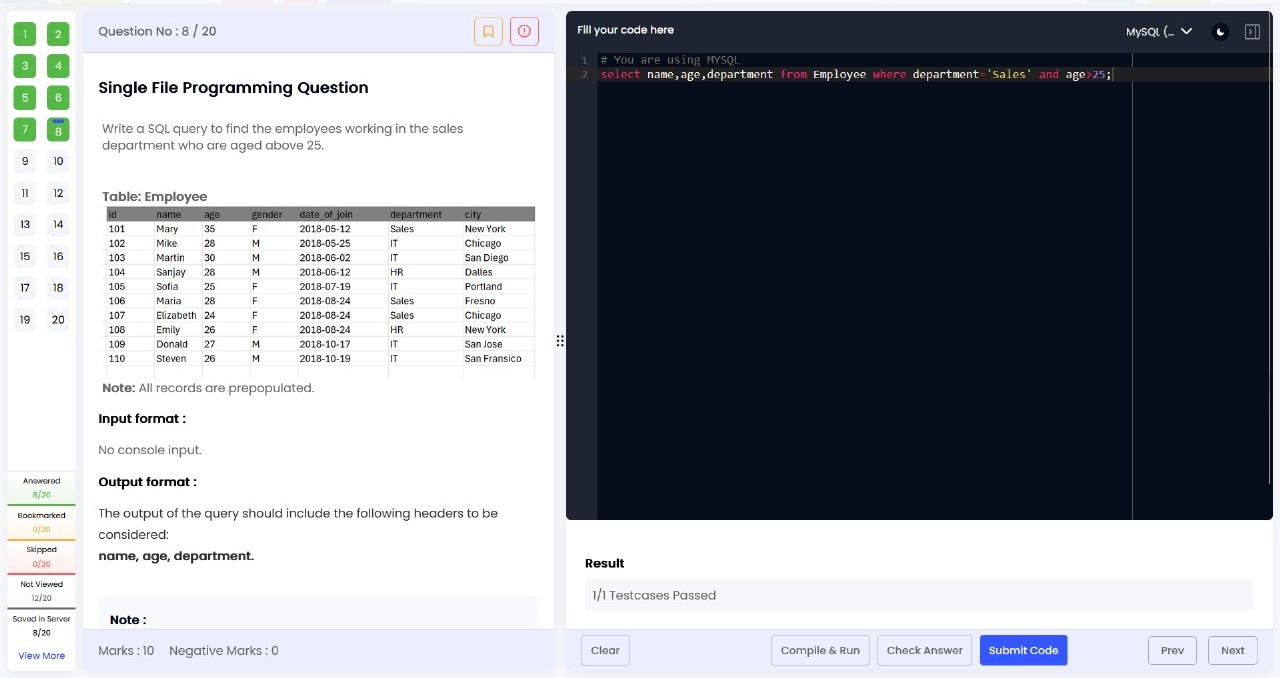 1 2
3 4
5 6
7 8
9 10
11 12
13 14
15 16
17 18
19 20
Answered
8/20
Bookmarked
0/20
Skipped
0/20
Not Viewed
12/20
Saved in Server
8/20
View More
Question No : 8 / 20
Single File Programming Question
Write a SQL query to find the employees working in the sales
department who are aged above 25.
Table: Employee
id name age gender date_of_join department city
101 Mary 35 F 2018-05-12 Sales New York
102 Mike 28 M 2018-05-25 IT Chicago
103 Martin 30 M 2018-06-02 IT San Diego
104 Sanjay 28 M 2018-06-12 HR Dalles
105 Sofia 25 F 2018-07-19 IT Portland
106 Maria 28 F 2018-08-24 Sales Fresno
107 Elizabeth 24 F 2018-08-24 Sales Chicago
108 Emily 26 F 2018-08-24 HR New York
109 Donald 27 M 2018-10-17 IT San Jose
110 Steven 26 M 2018-10-19 IT San Fransico
Note: All records are prepopulated.
Input format :
No console input.
Output format :
The output of the query should include the following headers to be
considered:
name, age, department.
Note :
Marks : 10 Negative Marks : 0
Fill your code here
MySQL (...
1 # You are using MYSQL
2 select name,age,department from Employee where department='Sales' and age>25;
Result
1/1 Testcases Passed
Clear Compile & Run Check Answer Submit Code Prev Next